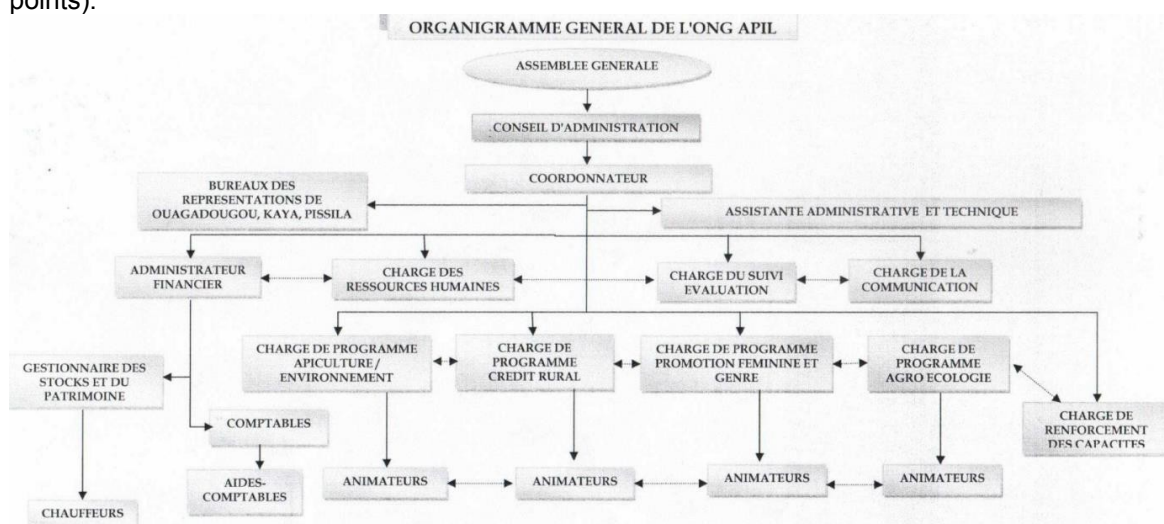 points).
ORGANIGRAMME GENERAL DE L'ONG APIL
ASSEMBLEE GENERALE
CONSEIL D'ADMINISTRATION
COORDONNATEUR
BUREAUX DES
REPRESENTATIONS DE
OUAGADOUGOU, KAYA, PISSILA
ASSISTANTE ADMINISTRATIVE ET TECHNIQUE
ADMINISTRATEUR
FINANCIER
CHARGE DES
RESSOURCES HUMAINES
CHARGE DU SUIVI
EVALUATION
CHARGE DE LA
COMMUNICATION
CHARGE DE PROGRAMME
APICULTURE /
ENVIRONNEMENT
CHARGE DE
PROGRAMME
CREDIT RURAL
CHARGE DE PROGRAMME
PROMOTION FEMININE ET
GENRE
CHARGE DE
PROGRAMME
AGRO ECOLOGIE
GESTIONNAIRE DES
STOCKS ET DU
PATRIMOINE
CHARGE DE
RENFORCEMENT
DES CAPACITES
COMPTABLES
AIDES-
COMPTABLES
ANIMATEURS
ANIMATEURS
ANIMATEURS
ANIMATEURS
CHAUFFEURS